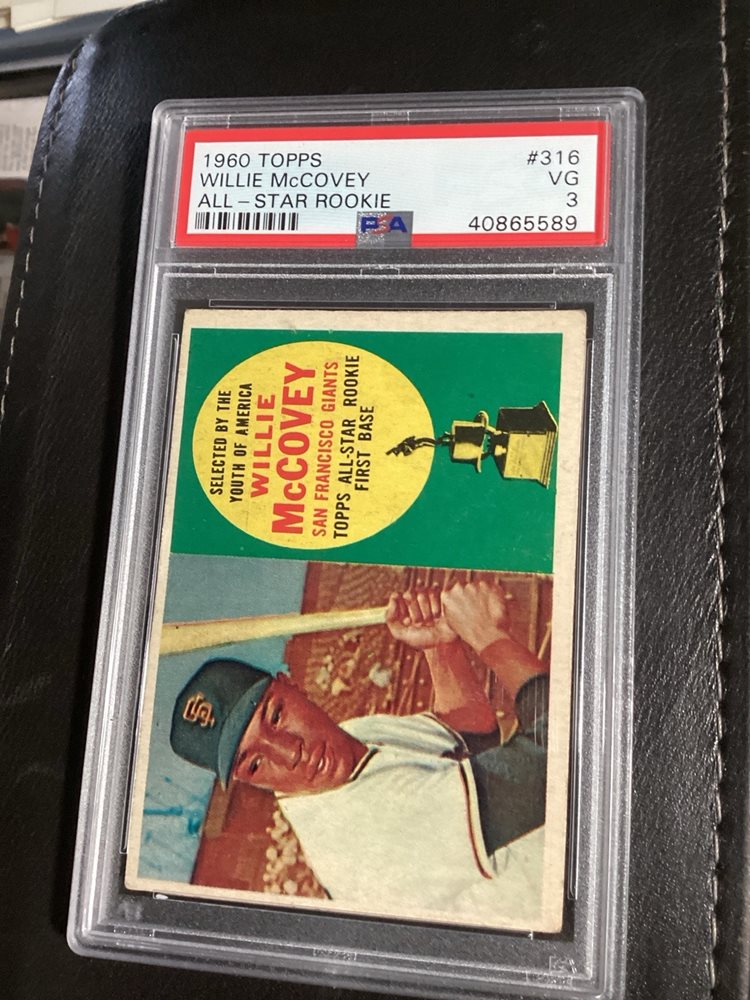 1960 TOPPS #316
WILLIE McCOVEY VG
ALL-STAR ROOKIE 3
PSA 40865589
SELECTED BY THE
YOUTH OF AMERICA
WILLIE
McCOVEY
SAN FRANCISCO GIANTS
TOPPS ALL-STAR ROOKIE
FIRST BASE
SF